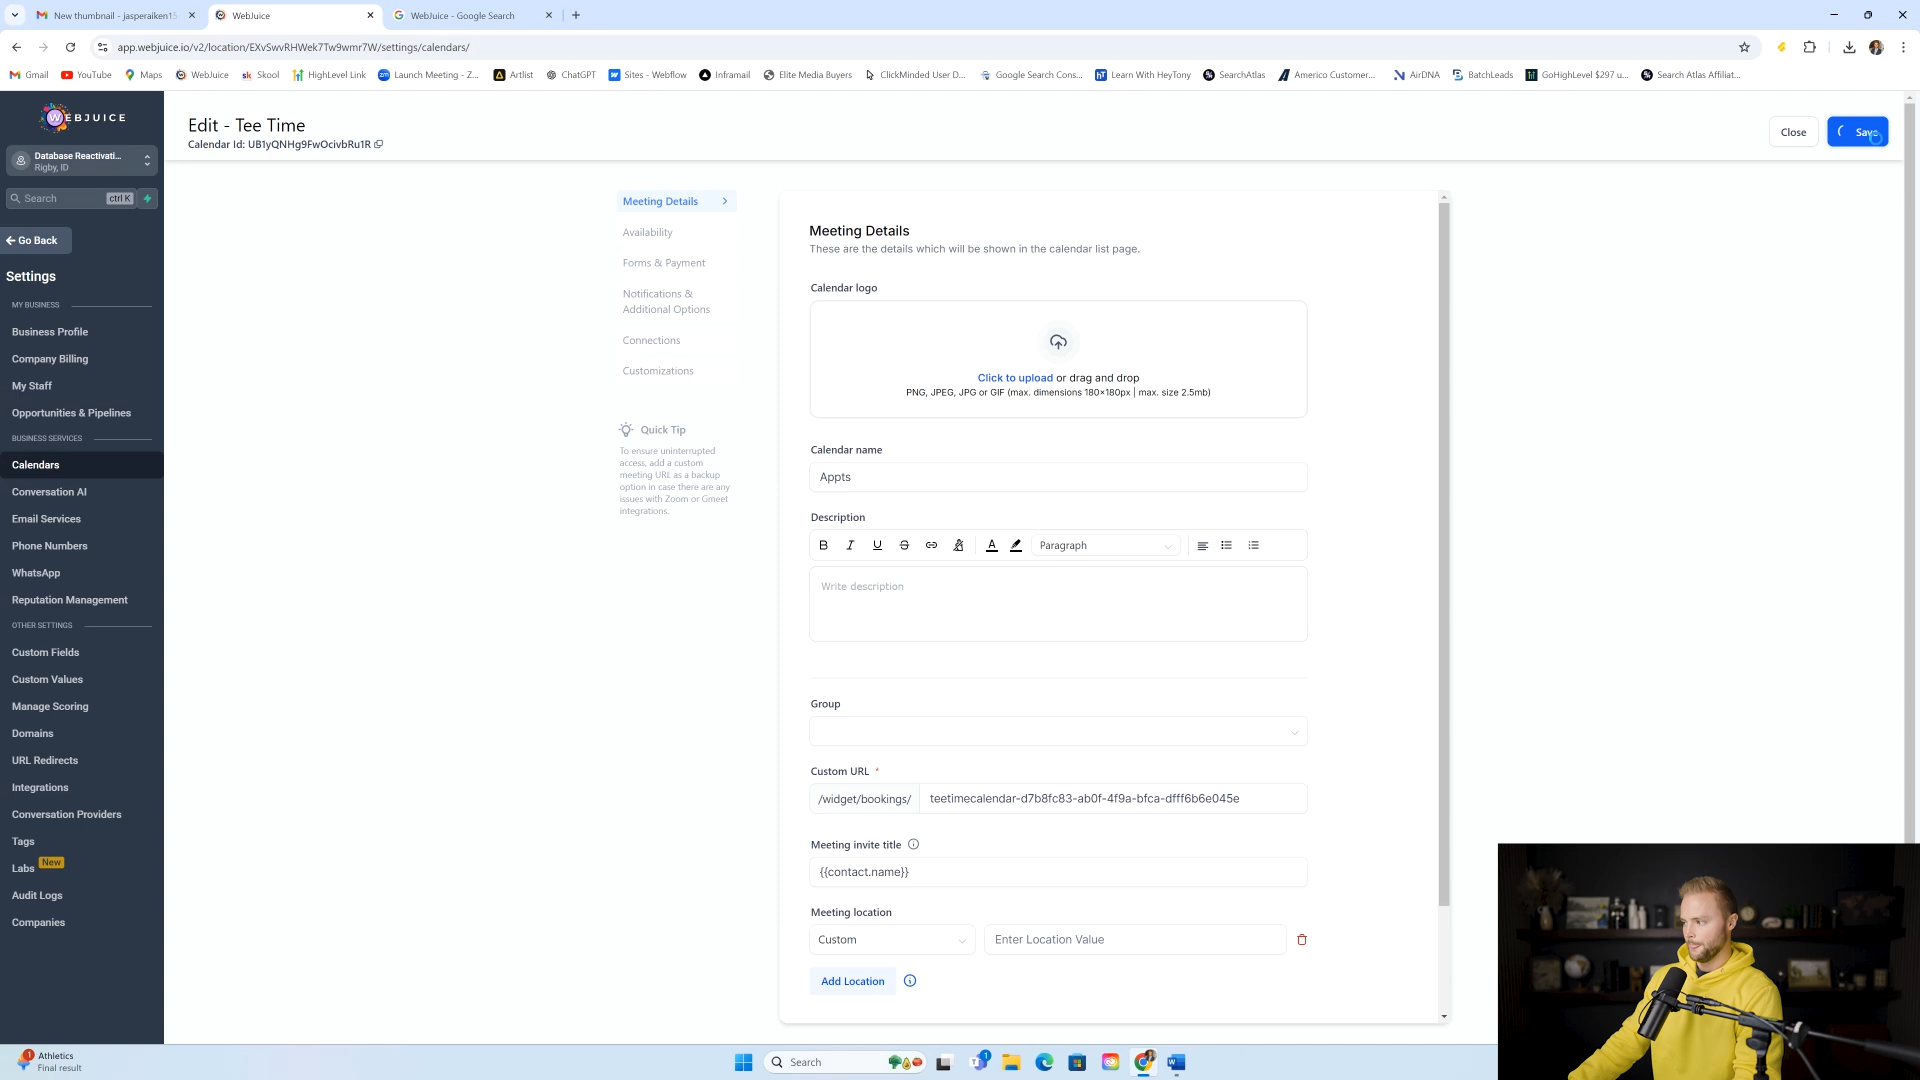 New thumbnail - jasperaiken15
WebJuice
WebJuice - Google Search
app.webjuice.io/v2/location/EXvSwvRHWek7Tw9wmr7W/settings/calendars/
Gmail YouTube Maps WebJuice Skool HighLevel Link Launch Meeting - Z... Artlist ChatGPT Sites - Webflow Inframail Elite Media Buyers ClickMinded User D... Google Search Cons... Learn With HeyTony SearchAtlas Americo Customer... AirDNA BatchLeads GoHighLevel $297 u... Search Atlas Affiliat...
WEBJUICE
Database Reactivati...
Rigby, ID
Search ctrl K
Go Back
Settings
MY BUSINESS
Business Profile
Company Billing
My Staff
Opportunities & Pipelines
BUSINESS SERVICES
Calendars
Conversation AI
Email Services
Phone Numbers
WhatsApp
Reputation Management
OTHER SETTINGS
Custom Fields
Custom Values
Manage Scoring
Domains
URL Redirects
Integrations
Conversation Providers
Tags
Labs New
Audit Logs
Companies
Edit - Tee Time
Calendar Id: UB1yQNHg9FwOcivbRu1R
Close
Save
Meeting Details
Availability
Forms & Payment
Notifications &
Additional Options
Connections
Customizations
Quick Tip
To ensure uninterrupted
access, add a custom
meeting URL as a backup
option in case there are any
issues with Zoom or Gmeet
integrations.
Meeting Details
These are the details which will be shown in the calendar list page.
Calendar logo
Click to upload or drag and drop
PNG, JPEG, JPG or GIF (max. dimensions 180×180px | max. size 2.5mb)
Calendar name
Appts
Description
B I U S A Paragraph
Write description
Group
Custom URL *
/widget/bookings/ teetimecalendar-d7b8fc83-ab0f-4f9a-bfca-dfff6b6e045e
Meeting invite title
{{contact.name}}
Meeting location
Custom Enter Location Value
Add Location
1 Athletics
Final result
Search
1